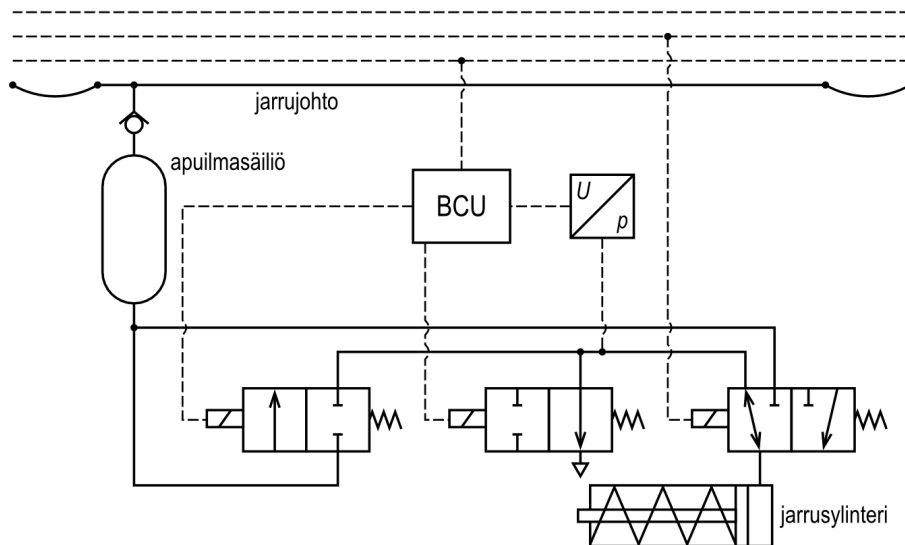 jarrujohto
apuilmasäiliö
BCU
U
p
jarrusylinteri